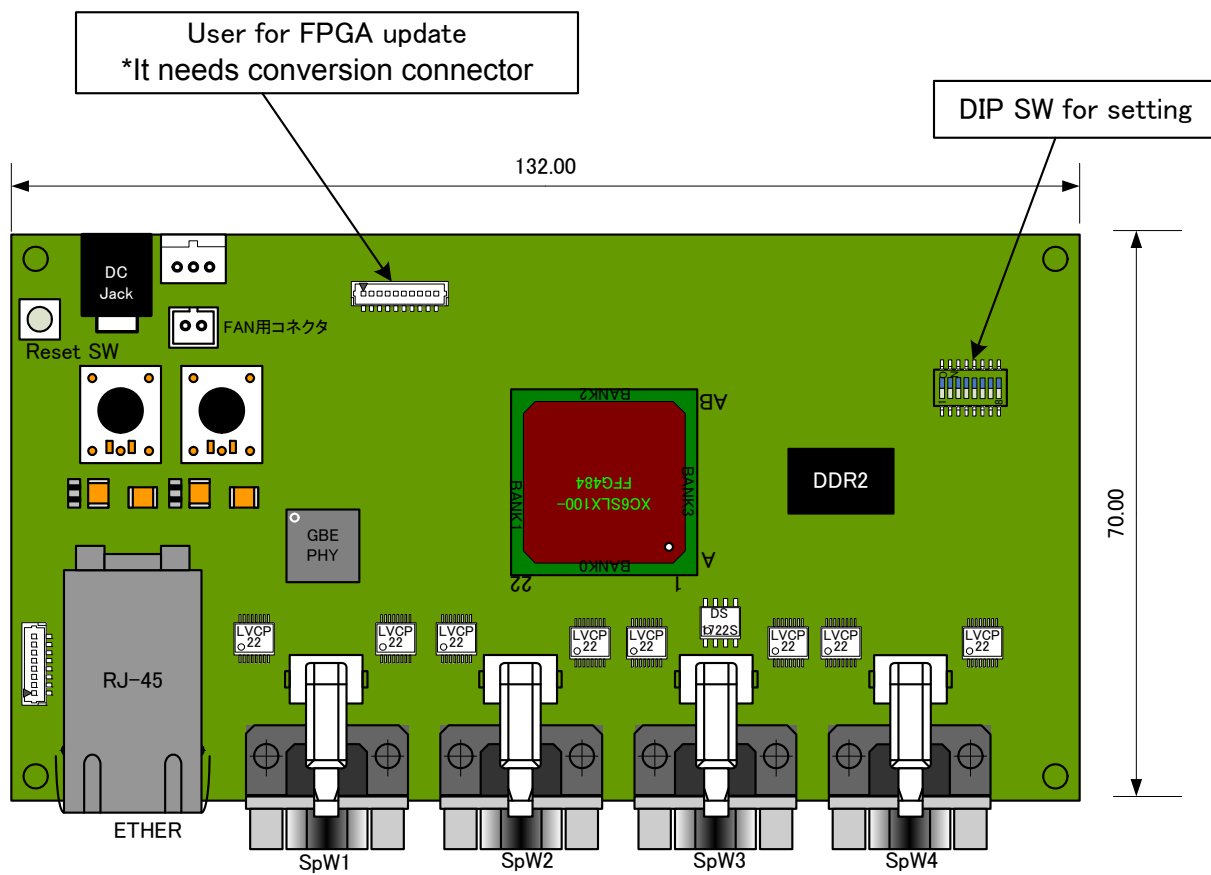 User for FPGA update
*It needs conversion connector
DIP SW for setting
132.00
DC
Jack
FAN用コネクタ
Reset SW
O N
1 8
BANK2
AB
BANK1
XC6SLX100-
FFG484
BANK3
DDR2
70.00
GBE
PHY
BANK0
A
22
1
DS
1722S
LVCP
22
LVCP
22
LVCP
22
LVCP
22
LVCP
22
LVCP
22
LVCP
22
LVCP
22
RJ-45
ETHER
SpW1
SpW2
SpW3
SpW4